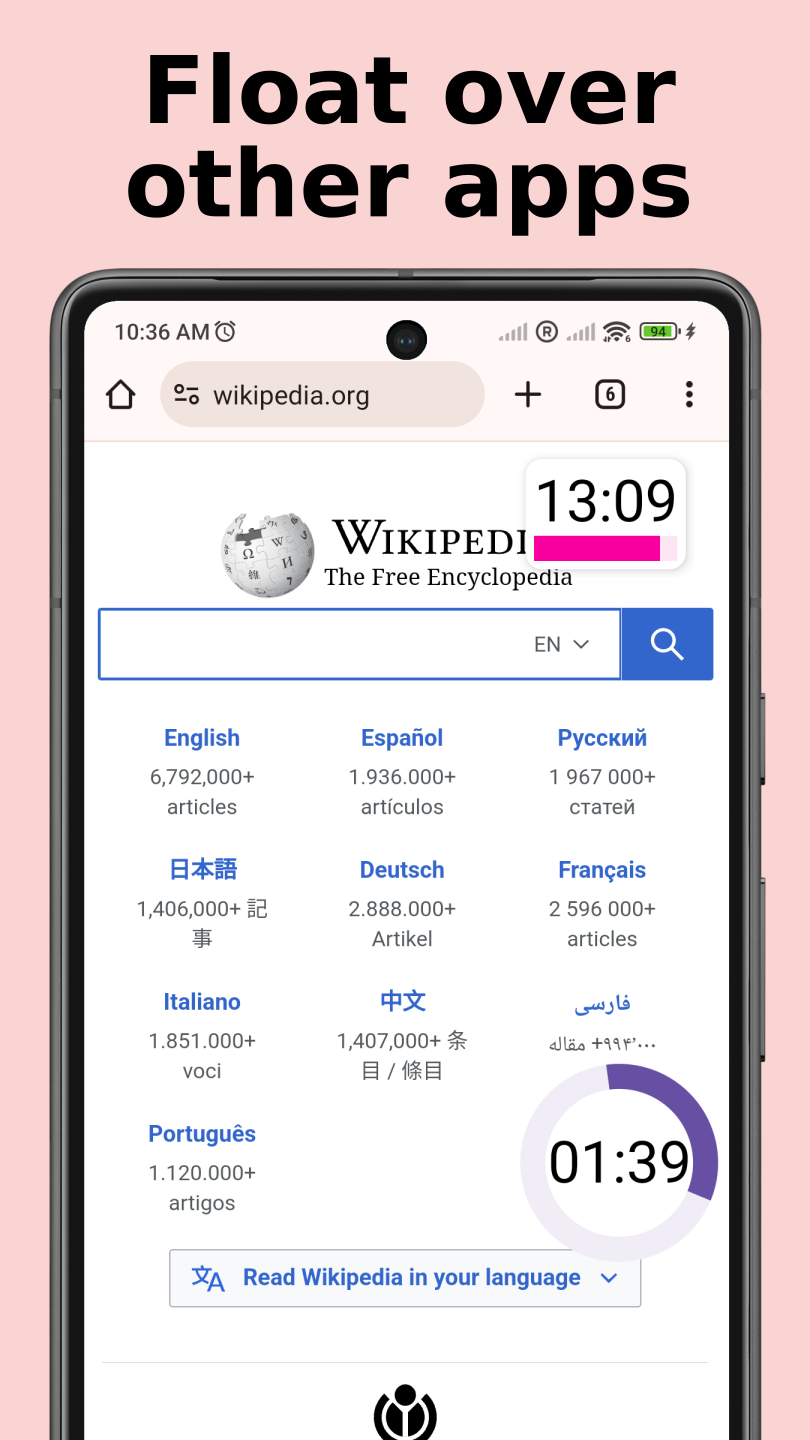 Float over
other apps
10:36 AM
R
6
94
wikipedia.org
6
13:09
WIKIPEDI
The Free Encyclopedia
EN
English
6,792,000+
articles
Español
1.936.000+
artículos
Русский
1 967 000+
статей
日本語
1,406,000+ 記
事
Deutsch
2.888.000+
Artikel
Français
2 596 000+
articles
Italiano
1.851.000+
voci
中文
1,407,000+ 条
目 / 條目
فارسی
۹۹۴٬۰۰۰+ مقاله
Português
1.120.000+
artigos
01:39
Read Wikipedia in your language